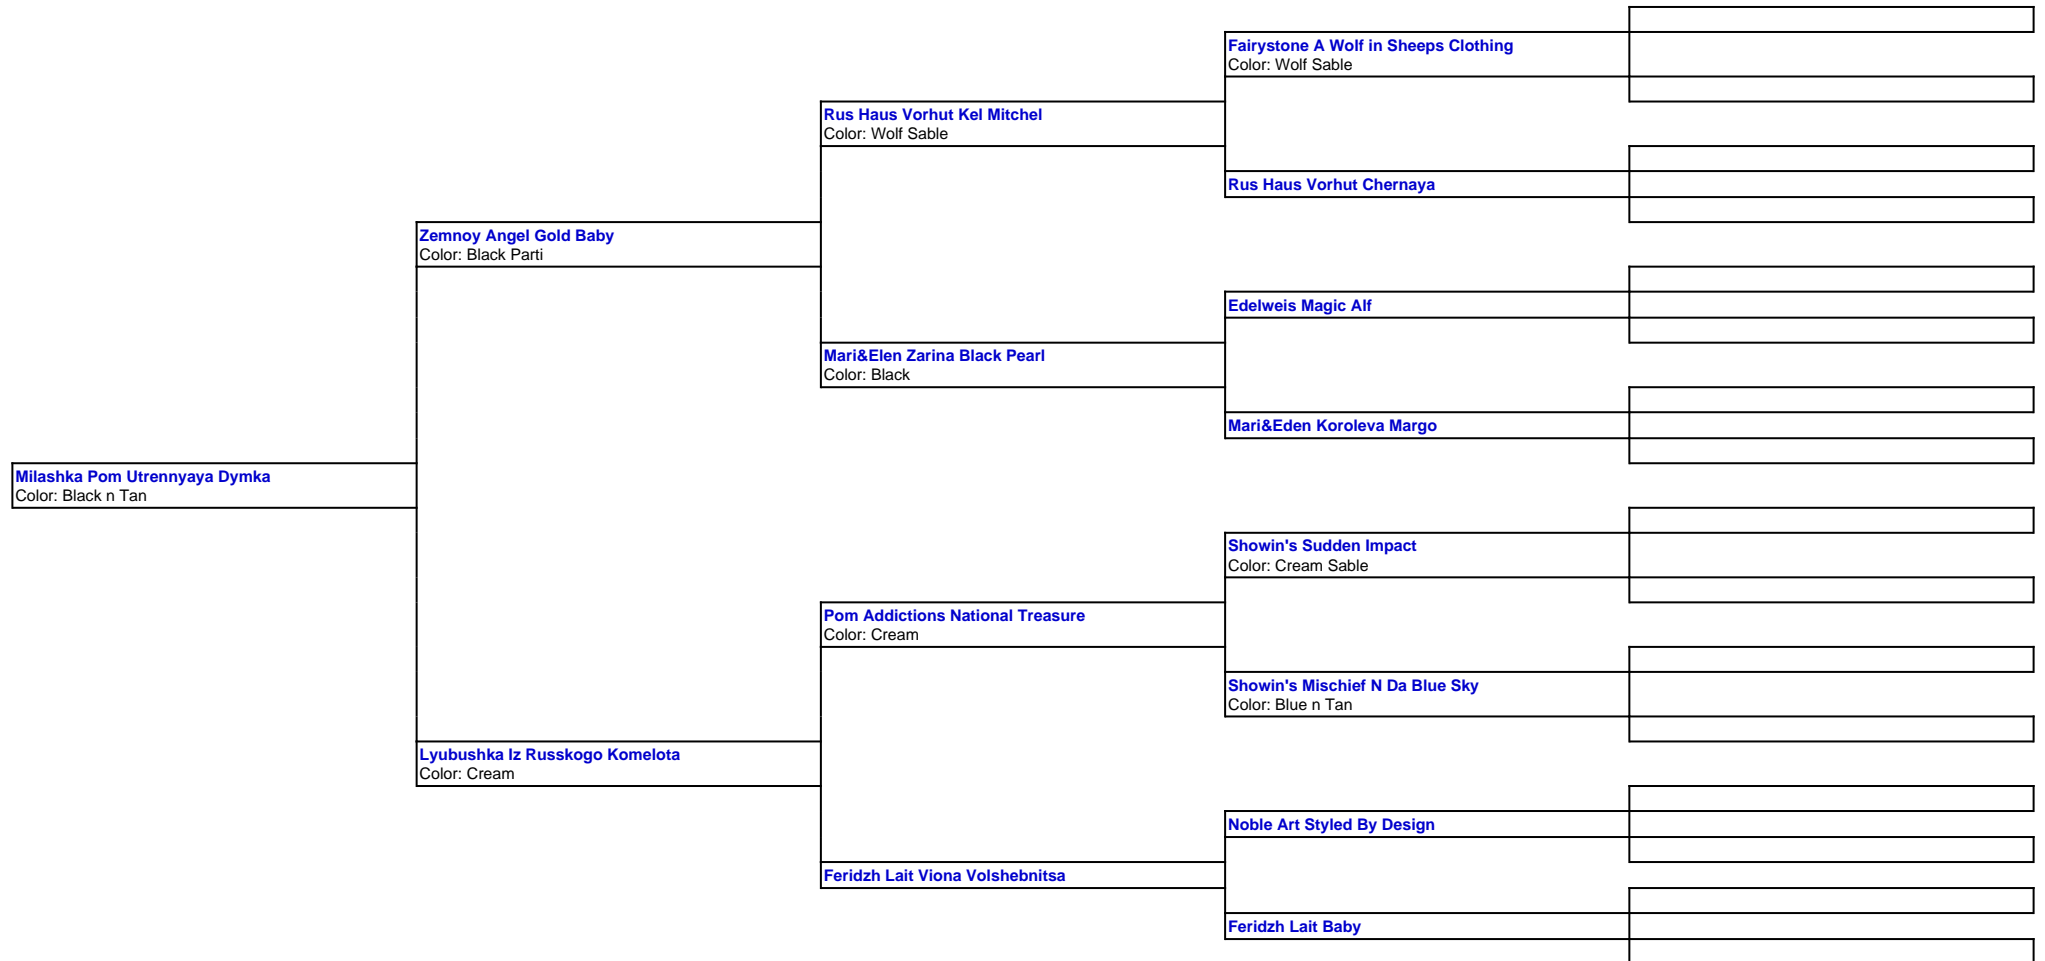 Fairystone A Wolf in Sheeps Clothing
Color: Wolf Sable
Rus Haus Vorhut Kel Mitchel
Color: Wolf Sable
Rus Haus Vorhut Chernaya
Zemnoy Angel Gold Baby
Color: Black Parti
Edelweis Magic Alf
Mari&Elen Zarina Black Pearl
Color: Black
Mari&Eden Koroleva Margo
Milashka Pom Utrennyaya Dymka
Color: Black n Tan
Showin's Sudden Impact
Color: Cream Sable
Pom Addictions National Treasure
Color: Cream
Showin's Mischief N Da Blue Sky
Color: Blue n Tan
Lyubushka Iz Russkogo Komelota
Color: Cream
Noble Art Styled By Design
Feridzh Lait Viona Volshebnitsa
Feridzh Lait Baby